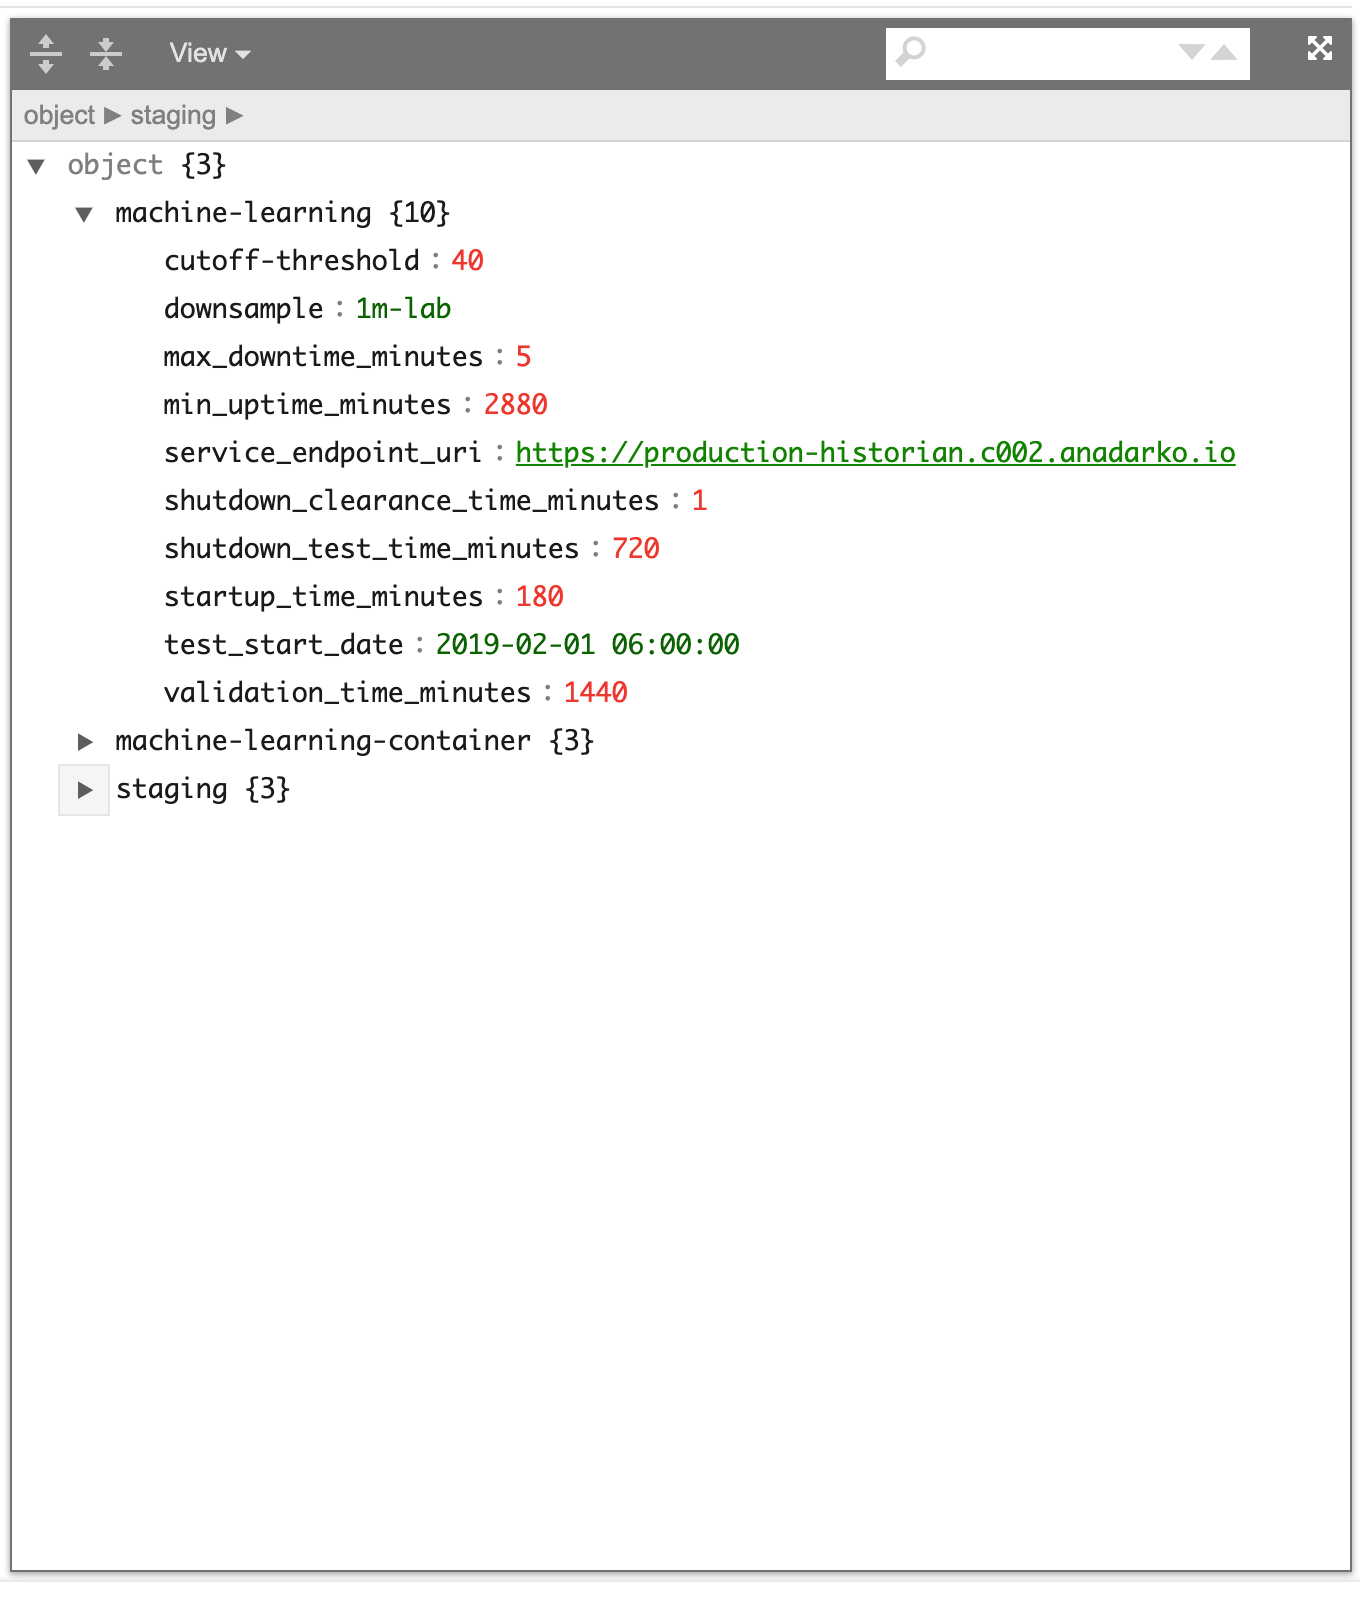 View
object ▶ staging ▶
object {3}
machine-learning {10}
cutoff-threshold : 40
downsample : 1m-lab
max_downtime_minutes : 5
min_uptime_minutes : 2880
service_endpoint_uri : https://production-historian.c002.anadarko.io
shutdown_clearance_time_minutes : 1
shutdown_test_time_minutes : 720
startup_time_minutes : 180
test_start_date : 2019-02-01 06:00:00
validation_time_minutes : 1440
machine-learning-container {3}
staging {3}